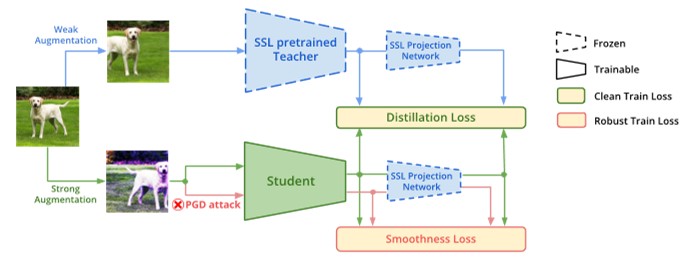 Weak
Augmentation
SSL pretrained
Teacher
SSL Projection
Network
Frozen
Trainable
Clean Train Loss
Robust Train Loss
Distillation Loss
Strong
Augmentation
PGD attack
Student
SSL Projection
Network
Smoothness Loss